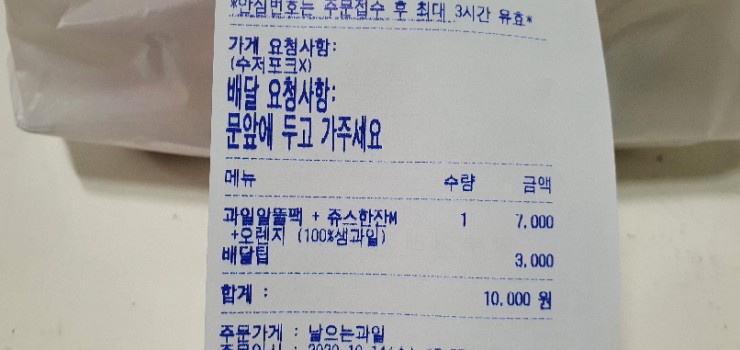 *안심번호는 주문접수 후 최대 3시간 유효*
가게 요청사항:
(수저포크X)
배달 요청사항:
문앞에 두고 가주세요
메뉴 수량 금액
과일알뜰팩 + 쥬스한잔M 1 7,000
+오렌지 (100%생과일)
배달팁 3,000
합계 : 10,000 원
주문가게 : 날으는과일